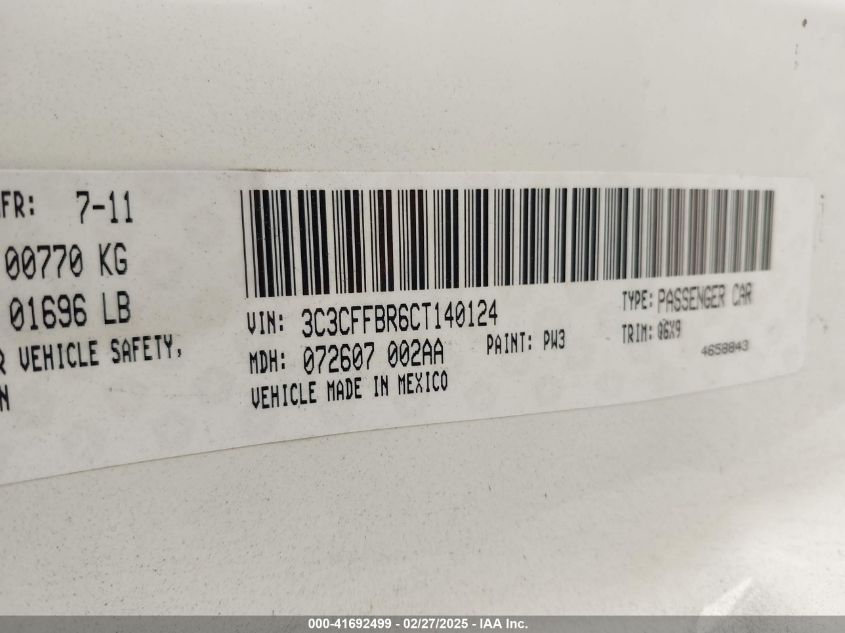 FR: 7-11
00770 KG
01696 LB
R VEHICLE SAFETY,
N
VIN: 3C3CFFBR6CT140124
TYPE: PASSENGER CAR
MDH: 072607 002AA
PAINT: PW3
TRIM: Q6X9
VEHICLE MADE IN MEXICO
4658843
000-41692499 - 02/27/2025 - IAA Inc.